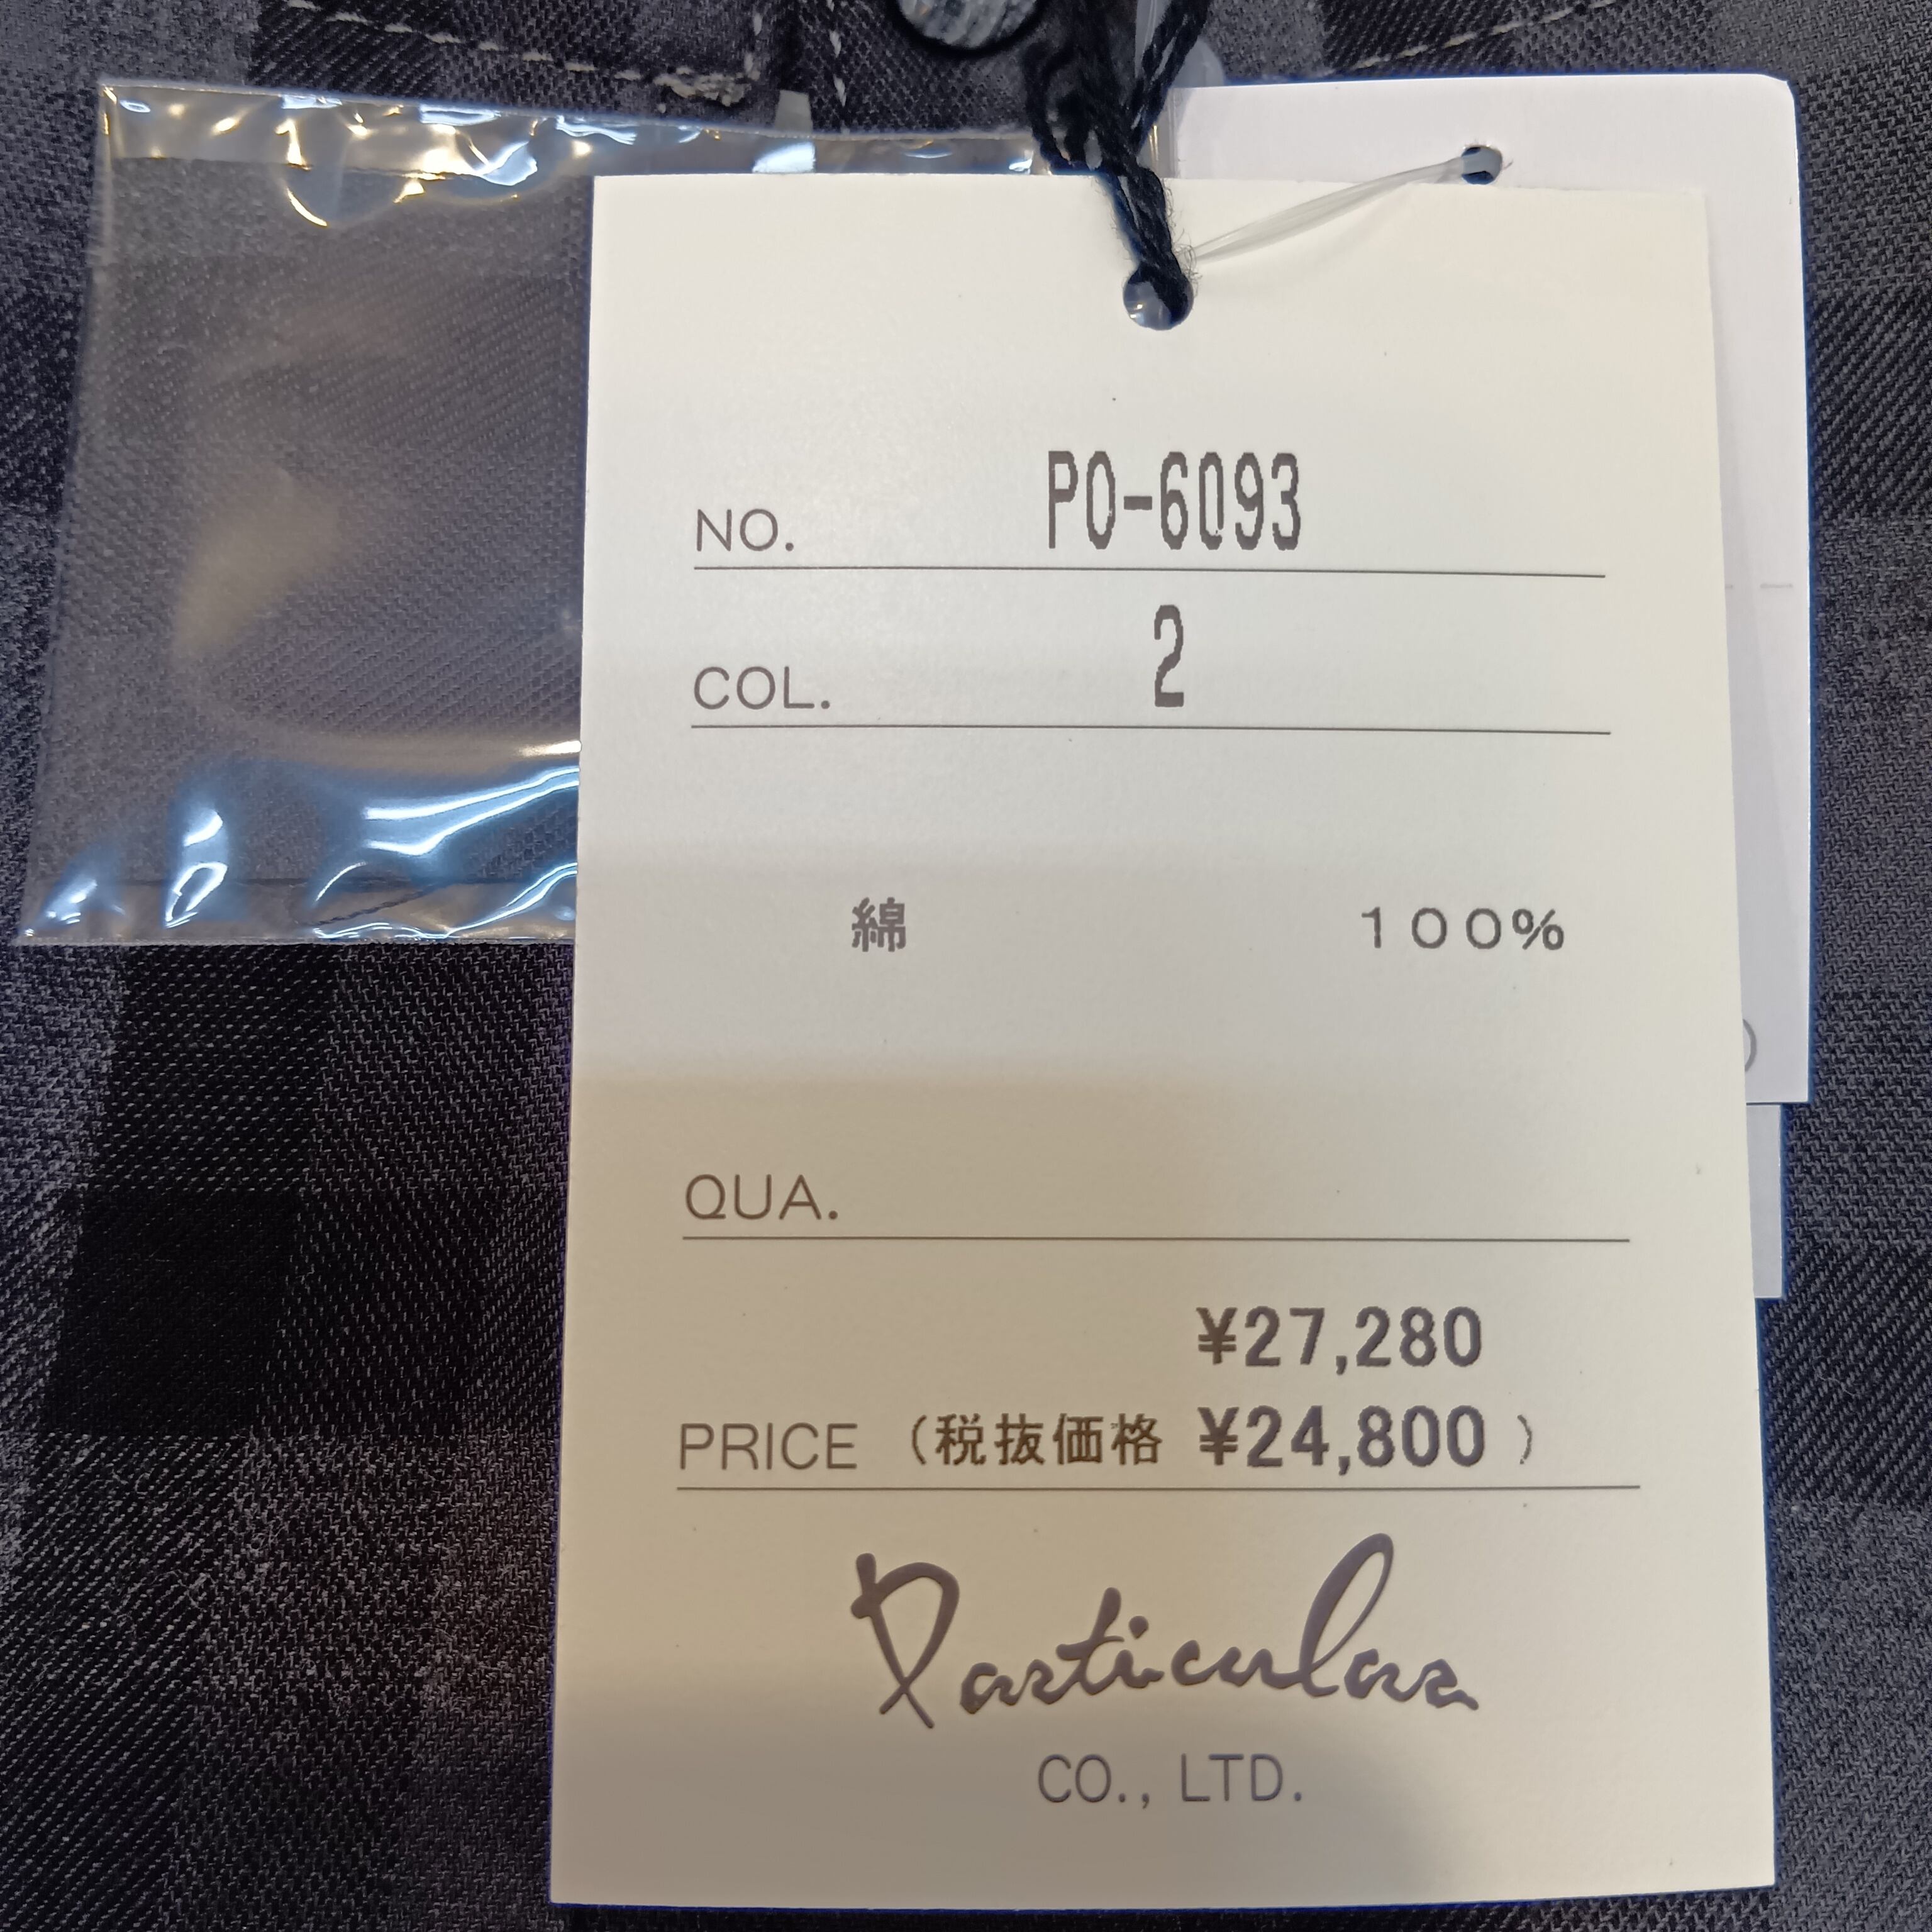 NO. PO-6093
COL. 2
綿 １００%
QUA.
¥27,280
PRICE (税抜価格 ¥24,800 )
Particular
CO., LTD.